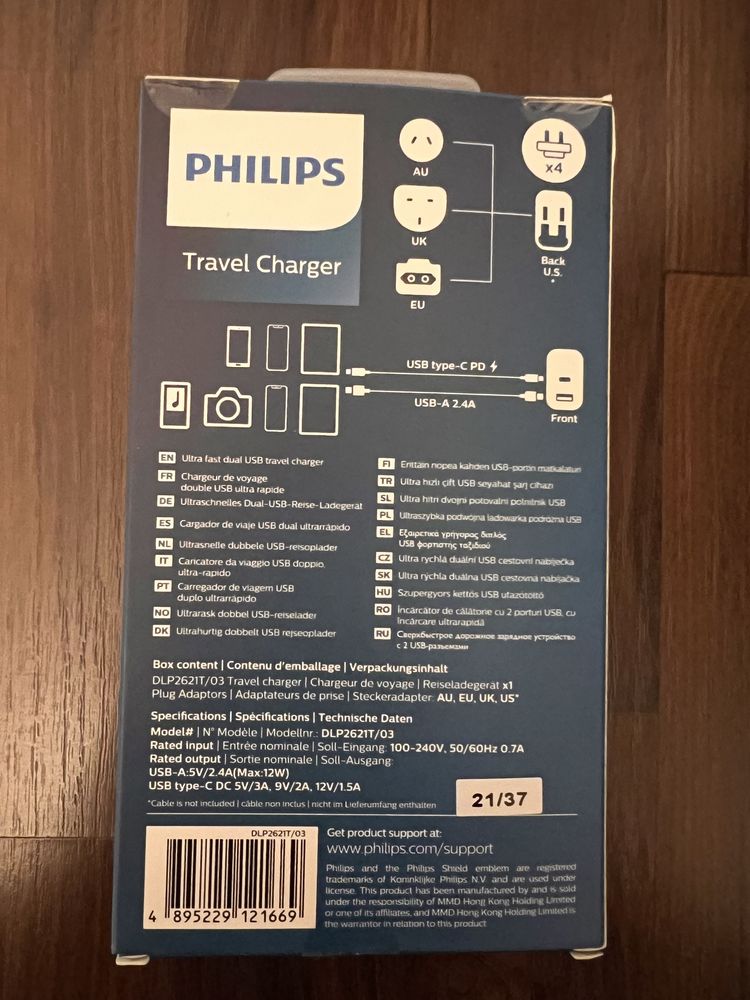 PHILIPS
Travel Charger
AU
UK
EU
x4
Back
U.S.
*
USB type-C PD
USB-A 2.4A
Front
EN Ultra fast dual USB travel charger
FR Chargeur de voyage
double USB ultra rapide
DE Ultraschnelles Dual-USB-Reise-Ladegerät
ES Cargador de viaje USB dual ultrarrápido
NL Ultrasnelle dubbele USB-reisoplader
IT Caricatore da viaggio USB doppio,
ultra-rapido
PT Carregador de viagem USB
duplo ultrarrápido
NO Ultrarask dobbel USB-reiselader
DK Ultrahurtig dobbelt USB rejseoplader
FI Erittäin nopea kahden USB-portin matkalaturi
TR Ultra hızlı çift USB seyahat şarj cihazı
SL Ultra hitri dvojni potovalni polnilnik USB
PL Ultraszybka podwójna ładowarka podróżna USB
EL Εξαιρετικά γρήγορος διπλός
USB φορτιστής ταξιδιού
CZ Ultra rychlá duální USB cestovní nabíječka
SK Ultra rýchla duálna USB cestovná nabíjačka
HU Szupergyors kettős USB utazótöltő
RO Încărcător de călătorie cu 2 porturi USB, cu
încărcare ultrarapidă
RU Сверхбыстрое дорожное зарядное устройство
с 2 USB-разъемами
Box content | Contenu d'emballage | Verpackungsinhalt
DLP2621T/03 Travel charger | Chargeur de voyage | Reiseladegerät x1
Plug Adaptors | Adaptateurs de prise | Steckeradapter: AU, EU, UK, US*
Specifications | Spécifications | Technische Daten
Model# | N° Modèle | Modellnr.: DLP2621T/03
Rated input | Entrée nominale | Soll-Eingang: 100-240V, 50/60Hz 0.7A
Rated output | Sortie nominale | Soll-Ausgang:
USB-A:5V/2.4A(Max:12W)
USB type-C DC 5V/3A, 9V/2A, 12V/1.5A
*Cable is not included | câble non inclus | nicht im Lieferumfang enthalten
21/37
DLP2621T/03
4 895229 121669
Get product support at:
www.philips.com/support
Philips and the Philips Shield emblem are registered
trademarks of Koninklijke Philips N.V. and are used under
license. This product has been manufactured by and is sold
under the responsibility of MMD Hong Kong Holding Limited
or one of its affiliates, and MMD Hong Kong Holding Limited is
the warrantor in relation to this product